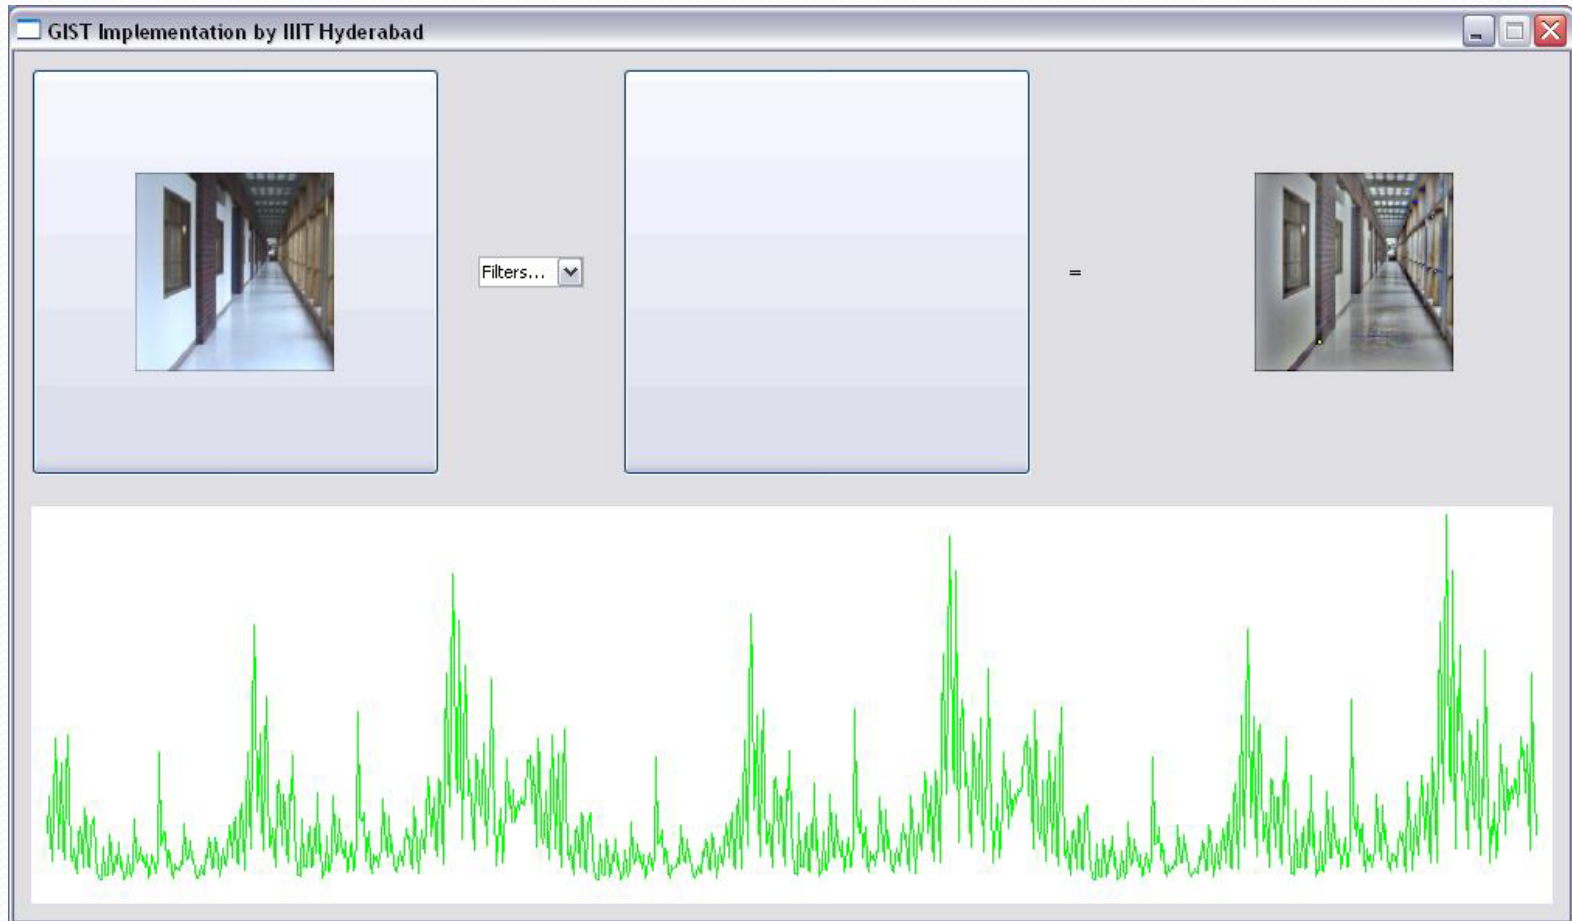 GIST Implementation by IIIT Hyderabad
Filters...
=